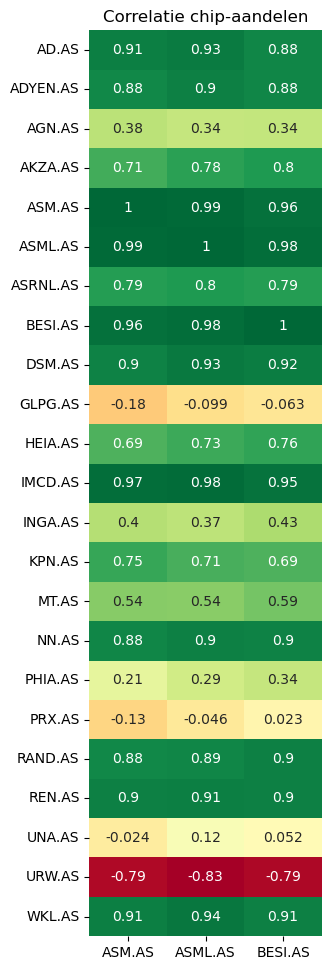 Correlatie chip-aandelen
AD.AS 0.91 0.93 0.88
ADYEN.AS 0.88 0.9 0.88
AGN.AS 0.38 0.34 0.34
AKZA.AS 0.71 0.78 0.8
ASM.AS 1 0.99 0.96
ASML.AS 0.99 1 0.98
ASRNL.AS 0.79 0.8 0.79
BESI.AS 0.96 0.98 1
DSM.AS 0.9 0.93 0.92
GLPG.AS -0.18 -0.099 -0.063
HEIA.AS 0.69 0.73 0.76
IMCD.AS 0.97 0.98 0.95
INGA.AS 0.4 0.37 0.43
KPN.AS 0.75 0.71 0.69
MT.AS 0.54 0.54 0.59
NN.AS 0.88 0.9 0.9
PHIA.AS 0.21 0.29 0.34
PRX.AS -0.13 -0.046 0.023
RAND.AS 0.88 0.89 0.9
REN.AS 0.9 0.91 0.9
UNA.AS -0.024 0.12 0.052
URW.AS -0.79 -0.83 -0.79
WKL.AS 0.91 0.94 0.91
ASM.AS ASML.AS BESI.AS